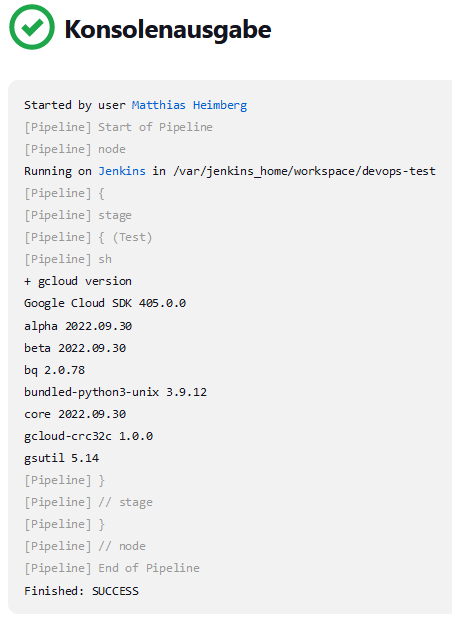 Konsolenausgabe
Started by user Matthias Heimberg
[Pipeline] Start of Pipeline
[Pipeline] node
Running on Jenkins in /var/jenkins_home/workspace/devops-test
[Pipeline] {
[Pipeline] stage
[Pipeline] { (Test)
[Pipeline] sh
+ gcloud version
Google Cloud SDK 405.0.0
alpha 2022.09.30
beta 2022.09.30
bq 2.0.78
bundled-python3-unix 3.9.12
core 2022.09.30
gcloud-crc32c 1.0.0
gsutil 5.14
[Pipeline] }
[Pipeline] // stage
[Pipeline] }
[Pipeline] // node
[Pipeline] End of Pipeline
Finished: SUCCESS